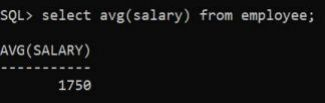 SQL> select avg(salary) from employee;
AVG(SALARY)
-----------
1750